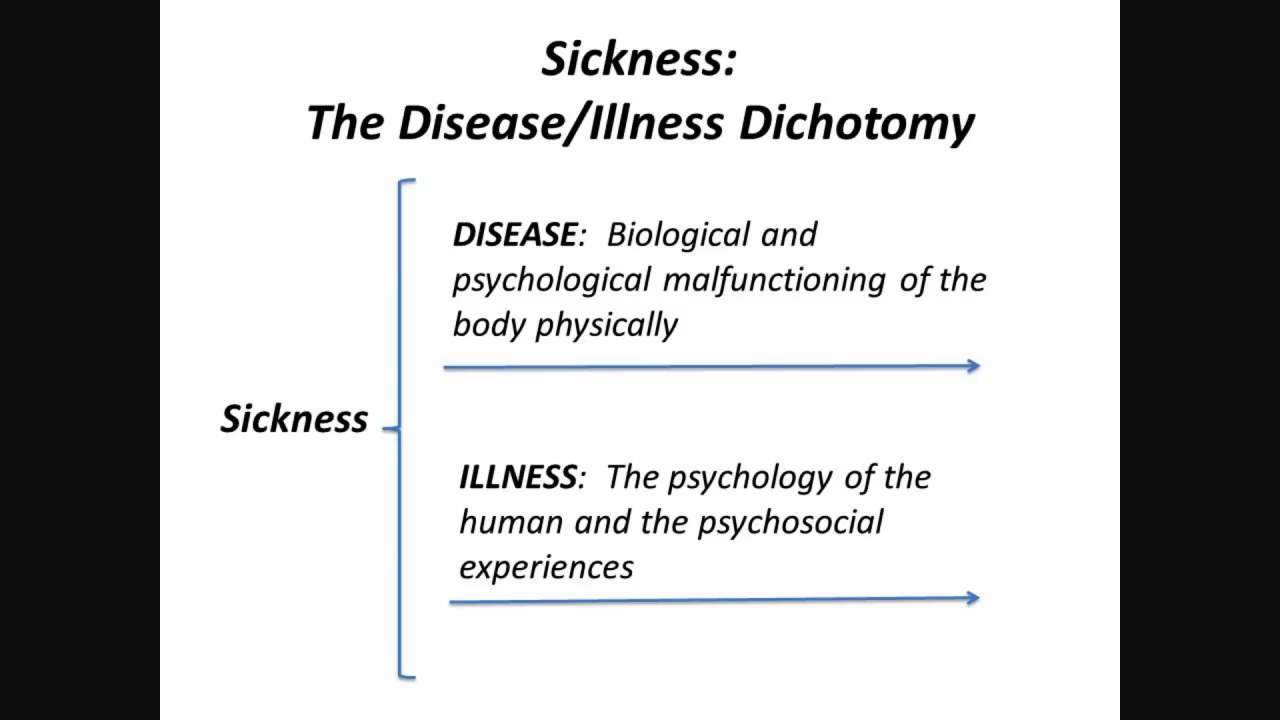 Sickness:
The Disease/Illness Dichotomy
DISEASE:  Biological and
psychological malfunctioning of the
body physically
Sickness
ILLNESS:  The psychology of the
human and the psychosocial
experiences